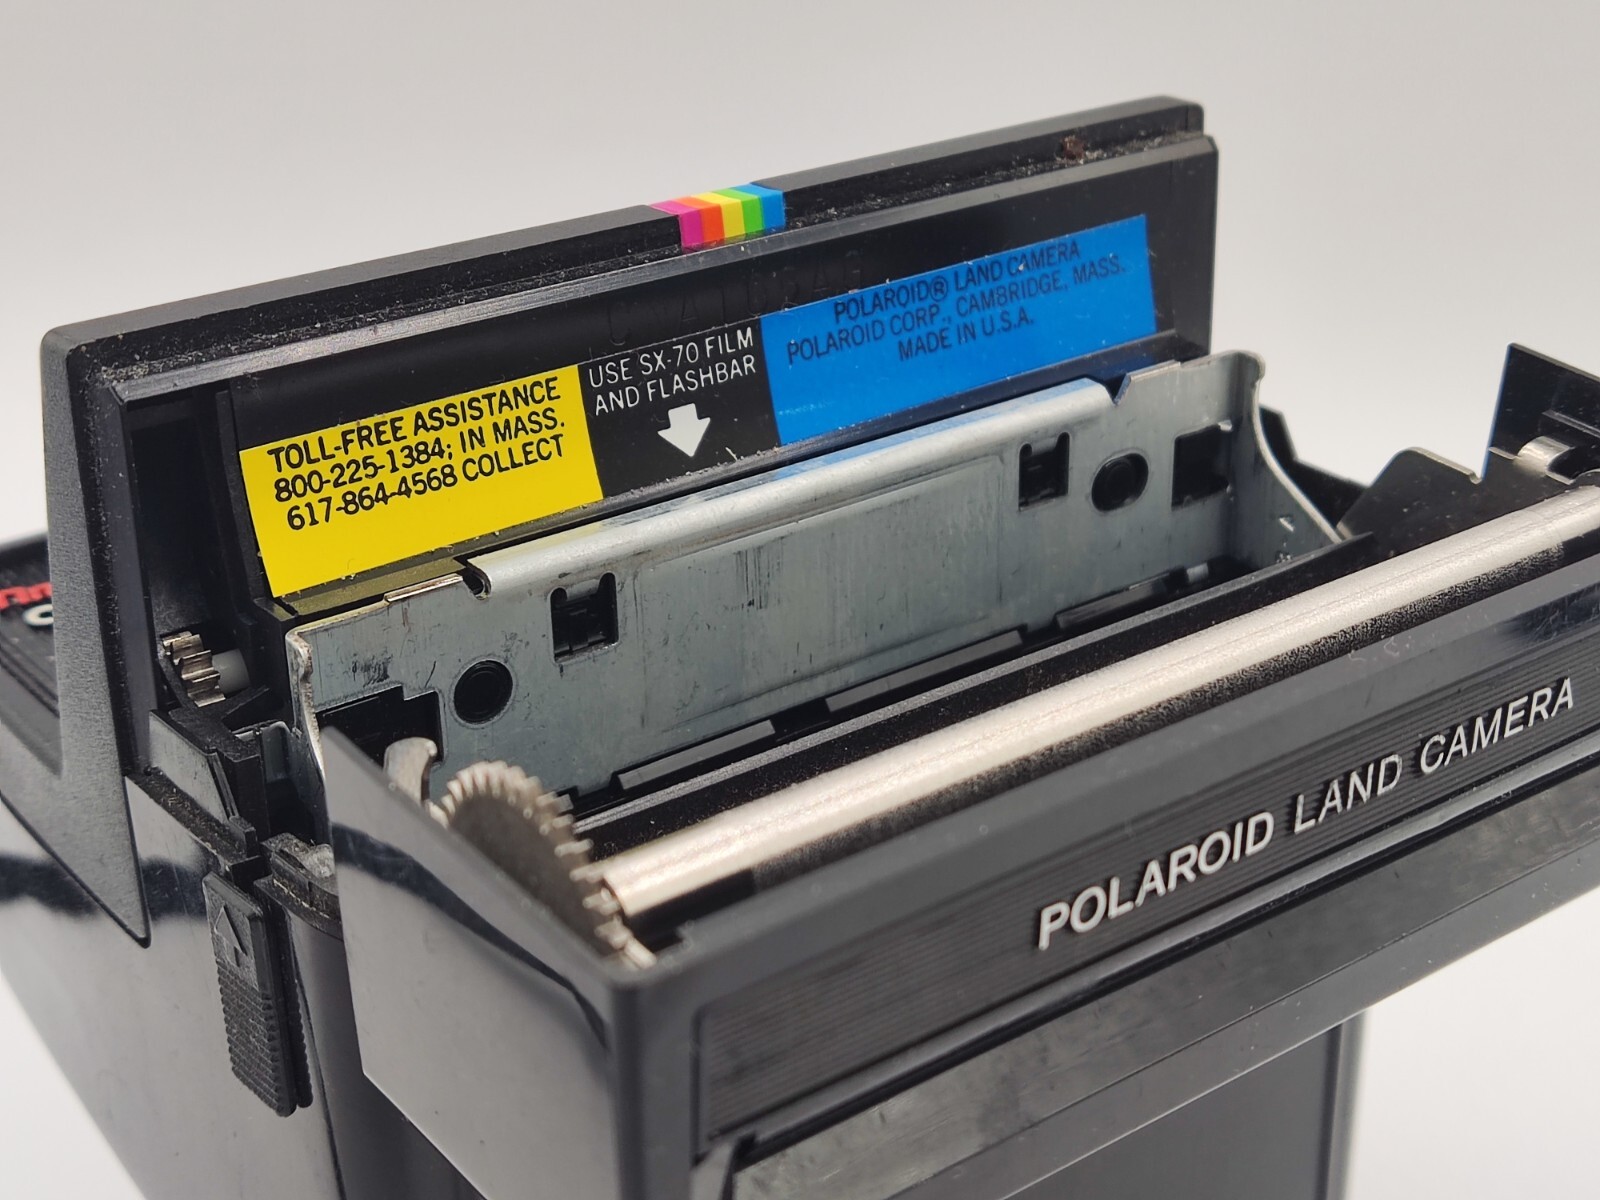 TOLL-FREE ASSISTANCE
800-225-1384; IN MASS.
617-864-4568 COLLECT
USE SX-70 FILM
AND FLASHBAR
POLAROID® LAND CAMERA
POLAROID CORP., CAMBRIDGE, MASS.
MADE IN U.S.A.
POLAROID LAND CAMERA